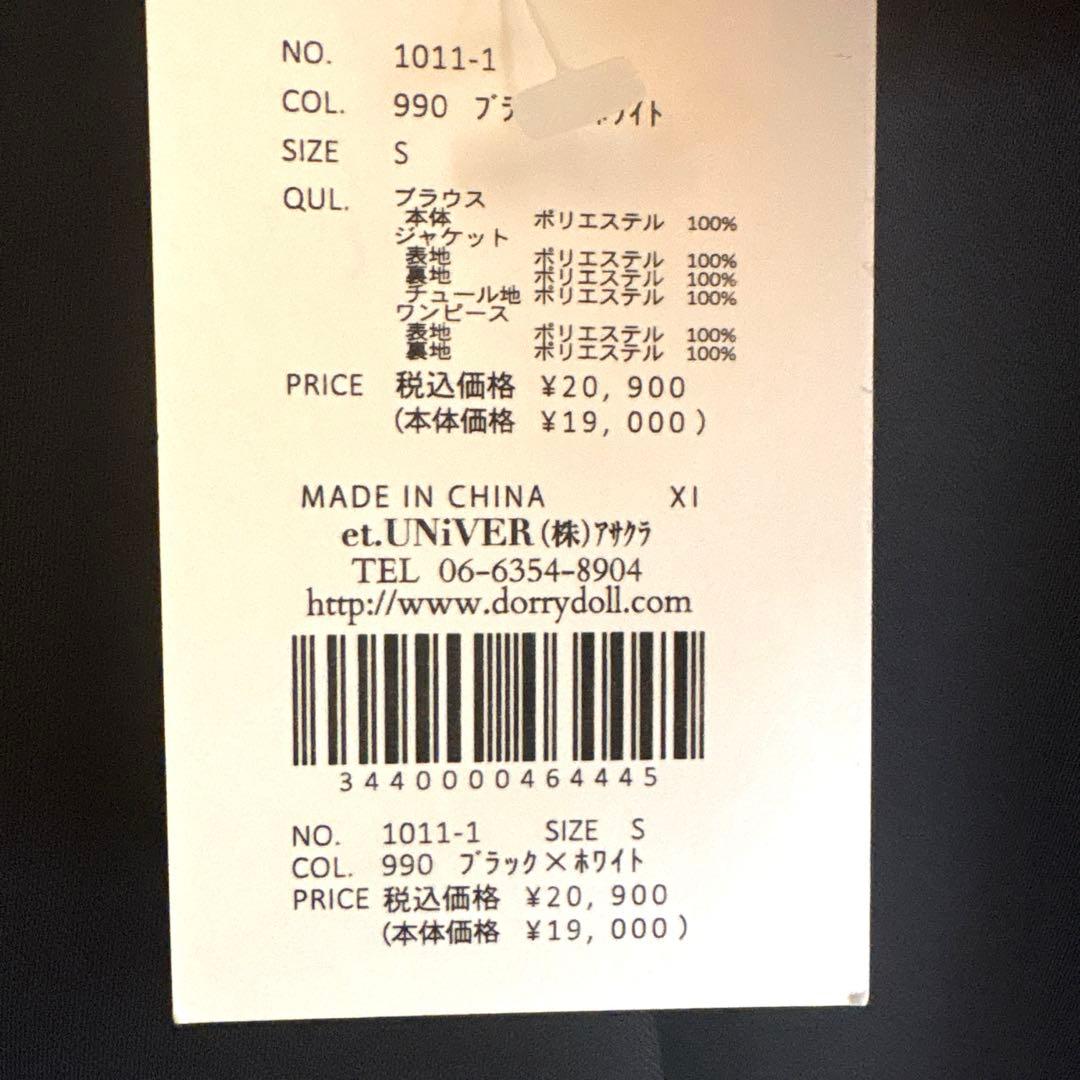 NO. 1011-1
COL. 990 ブラ ホワイト
SIZE S
QUL. ブラウス
本体 ポリエステル 100%
ジャケット
表地 ポリエステル 100%
裏地 ポリエステル 100%
チュール地 ポリエステル 100%
ワンピース
表地 ポリエステル 100%
裏地 ポリエステル 100%
PRICE 税込価格 ¥20, 900
(本体価格 ¥19, 000)
MADE IN CHINA XI
et.UNiVER(株)ｱｻｸﾗ
TEL 06-6354-8904
http://www.dorrydoll.com
3440000464445
NO. 1011-1 SIZE S
COL. 990 ﾌﾞﾗｯｸ×ﾎﾜｲﾄ
PRICE 税込価格 ¥20, 900
(本体価格 ¥19, 000)